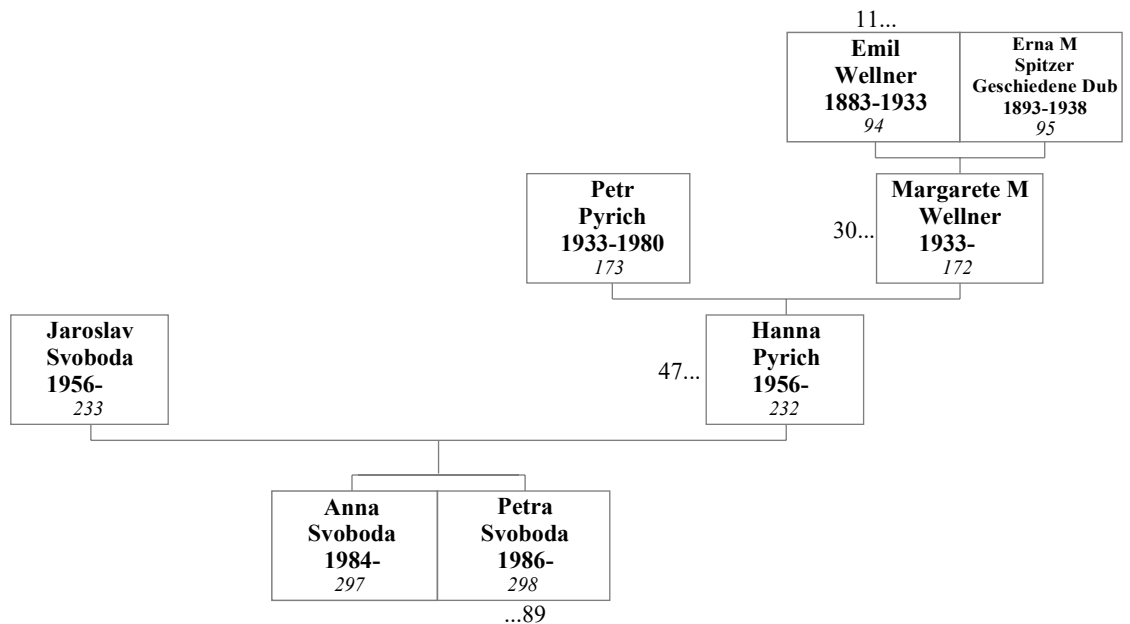 11...
Emil
Wellner
1883-1933
94
Erna M
Spitzer
Geschiedene Dub
1893-1938
95
Petr
Pyrich
1933-1980
173
30...
Margarete M
Wellner
1933-
172
Jaroslav
Svoboda
1956-
233
47...
Hanna
Pyrich
1956-
232
Anna
Svoboda
1984-
297
Petra
Svoboda
1986-
298
...89